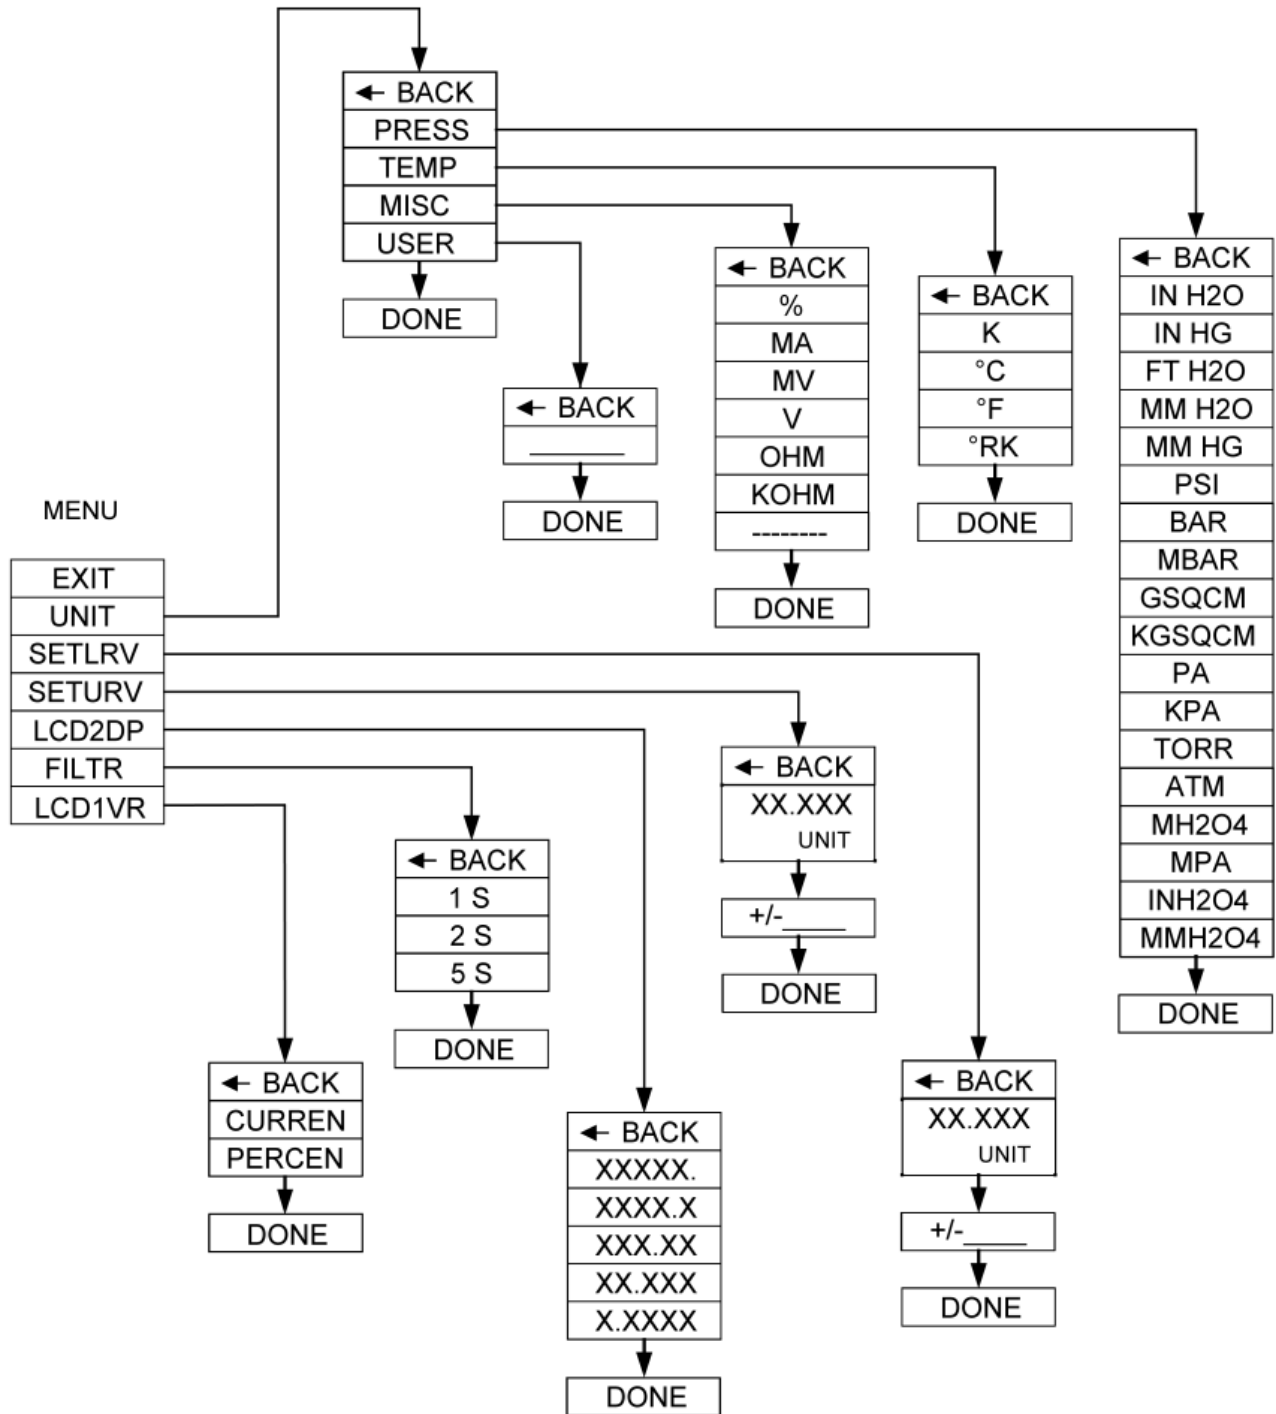 MENU
EXIT
UNIT
SETLRV
SETURV
LCD2DP
FILTR
LCD1VR
← BACK
PRESS
TEMP
MISC
USER
DONE
← BACK
DONE
← BACK
%
MA
MV
V
OHM
KOHM
--------
DONE
← BACK
K
°C
°F
°RK
DONE
← BACK
IN H2O
IN HG
FT H2O
MM H2O
MM HG
PSI
BAR
MBAR
GSQCM
KGSQCM
PA
KPA
TORR
ATM
MH2O4
MPA
INH2O4
MMH2O4
DONE
← BACK
XX.XXX
UNIT
+/-_____
DONE
← BACK
XX.XXX
UNIT
+/-_____
DONE
← BACK
XXXXX.
XXXX.X
XXX.XX
XX.XXX
X.XXXX
DONE
← BACK
1 S
2 S
5 S
DONE
← BACK
CURREN
PERCEN
DONE